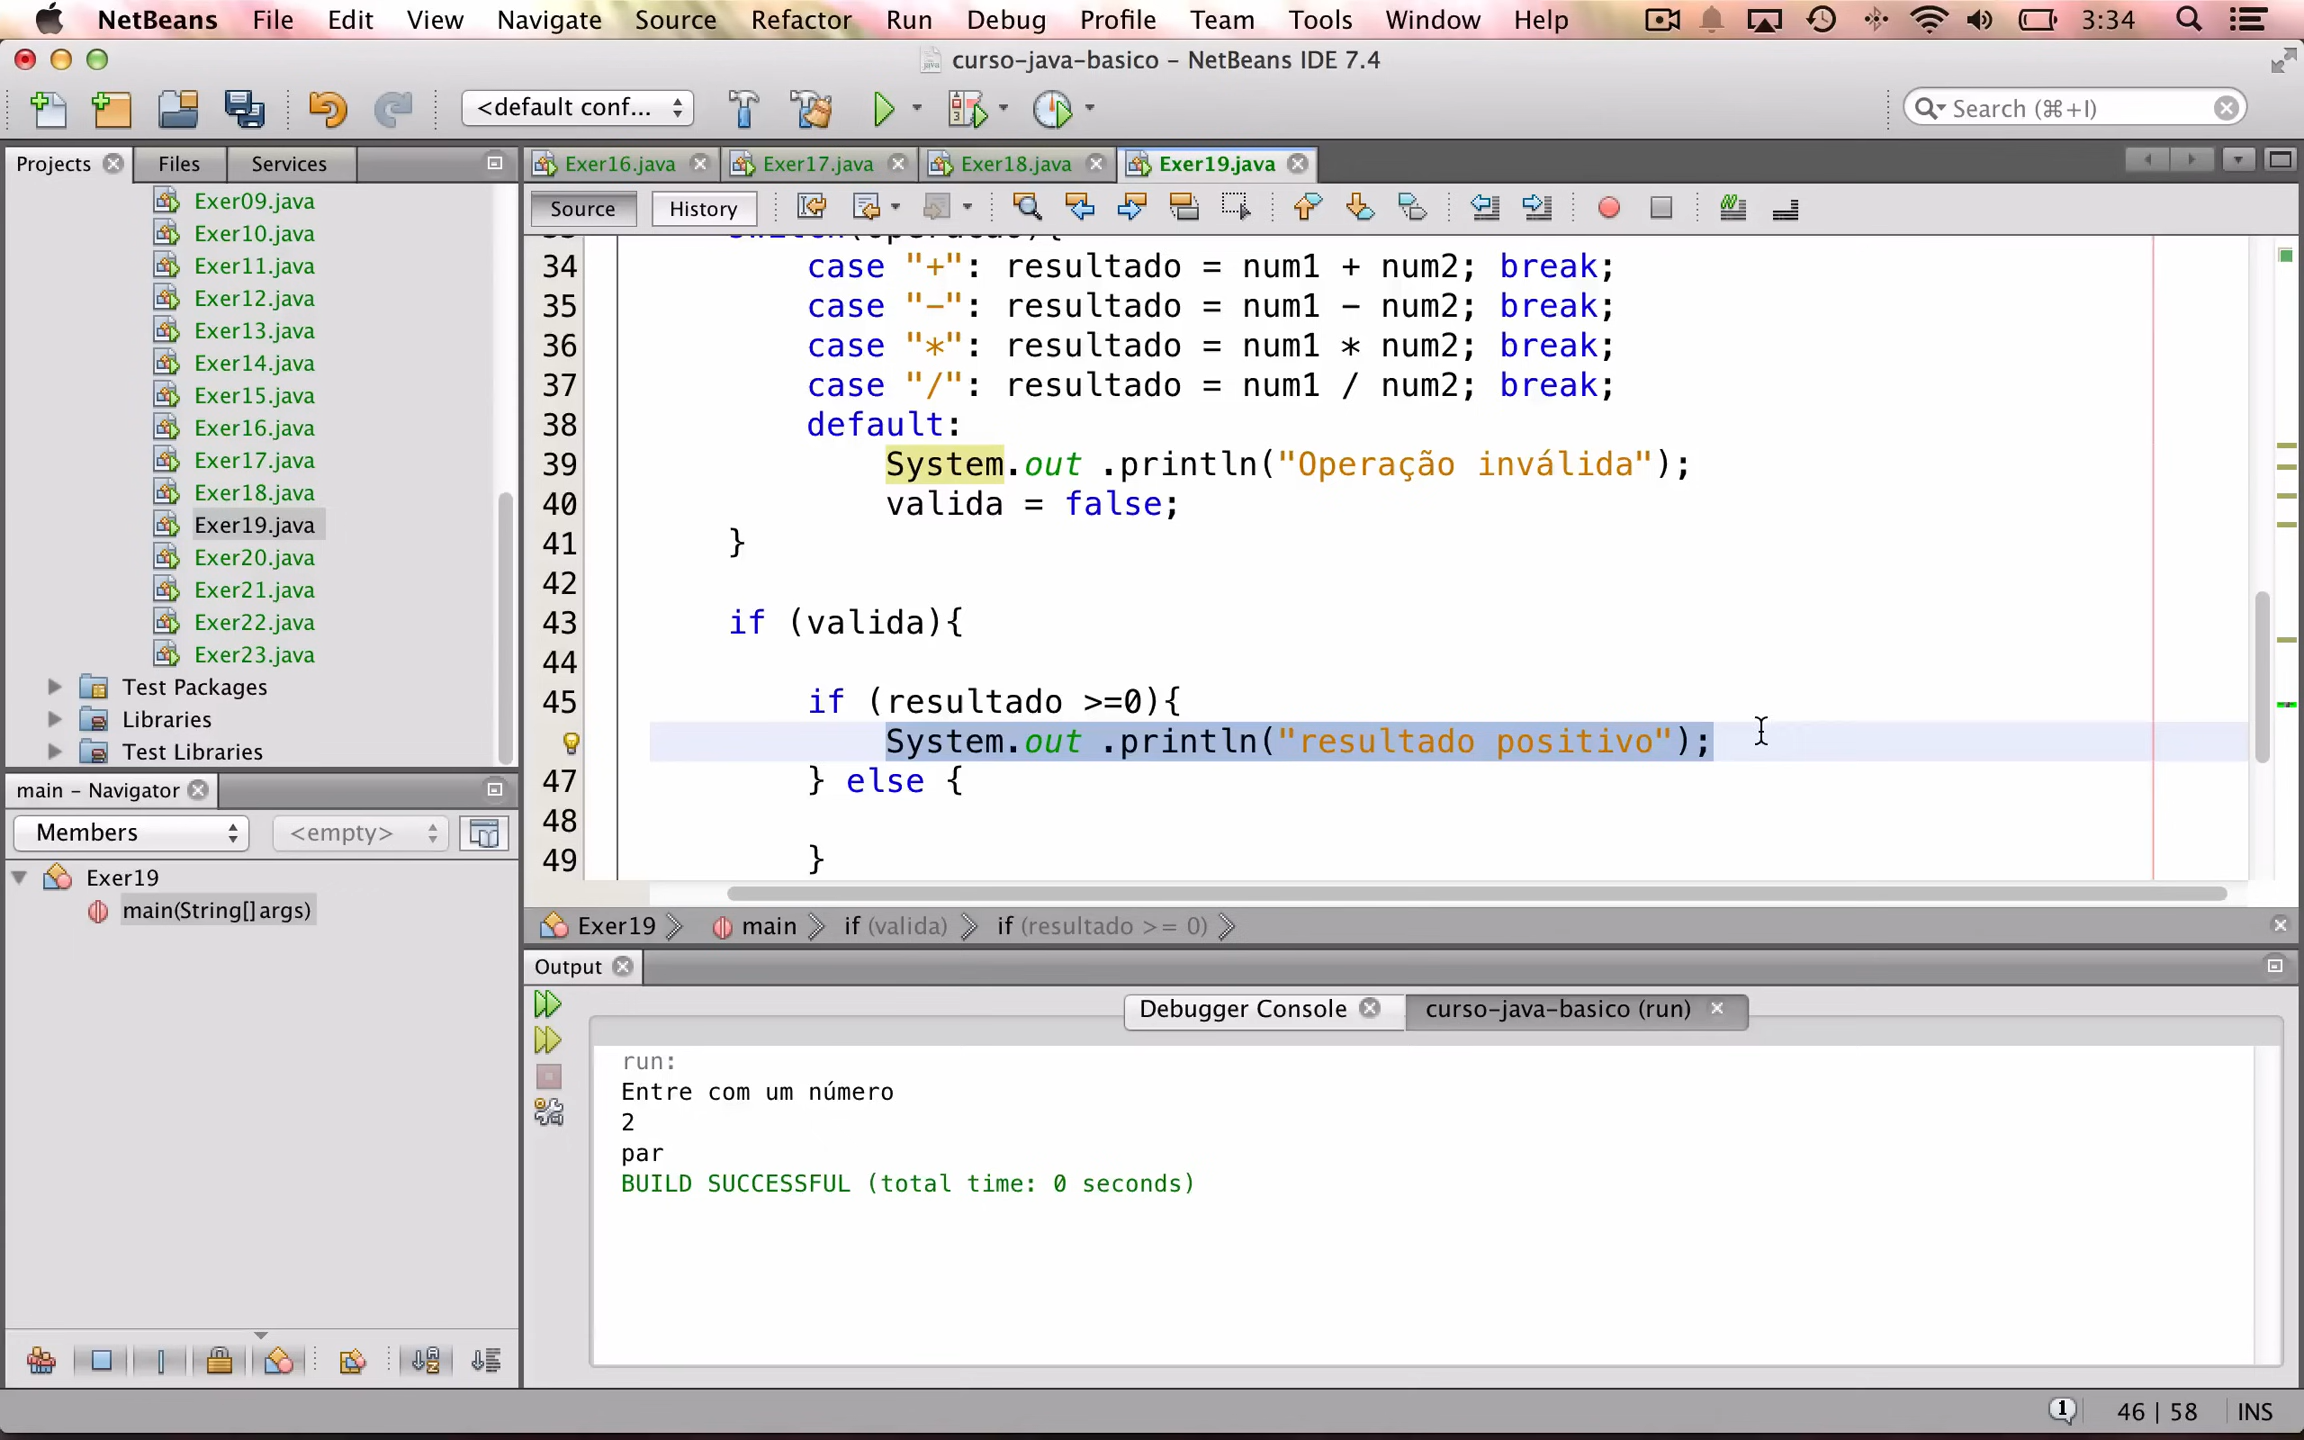 NetBeans File Edit View Navigate Source Refactor Run Debug Profile Team Tools Window Help 3:34
curso-java-basico – NetBeans IDE 7.4
<default conf... Search (⌘+I)
Projects Files Services
Exer09.java
Exer10.java
Exer11.java
Exer12.java
Exer13.java
Exer14.java
Exer15.java
Exer16.java
Exer17.java
Exer18.java
Exer19.java
Exer20.java
Exer21.java
Exer22.java
Exer23.java
Test Packages
Libraries
Test Libraries
main – Navigator
Members <empty>
Exer19
main(String[] args)
Exer16.java Exer17.java Exer18.java Exer19.java
Source History
switch(operacao){
34 case "+": resultado = num1 + num2; break;
35 case "-": resultado = num1 - num2; break;
36 case "*": resultado = num1 * num2; break;
37 case "/": resultado = num1 / num2; break;
38 default:
39 System.out .println("Operação inválida");
40 valida = false;
41 }
42
43 if (valida){
44
45 if (resultado >=0){
System.out .println("resultado positivo");
47 } else {
48
49 }
Exer19 main if (valida) if (resultado >= 0)
Output
Debugger Console curso-java-basico (run)
run:
Entre com um número
2
par
BUILD SUCCESSFUL (total time: 0 seconds)
1 46 | 58 INS